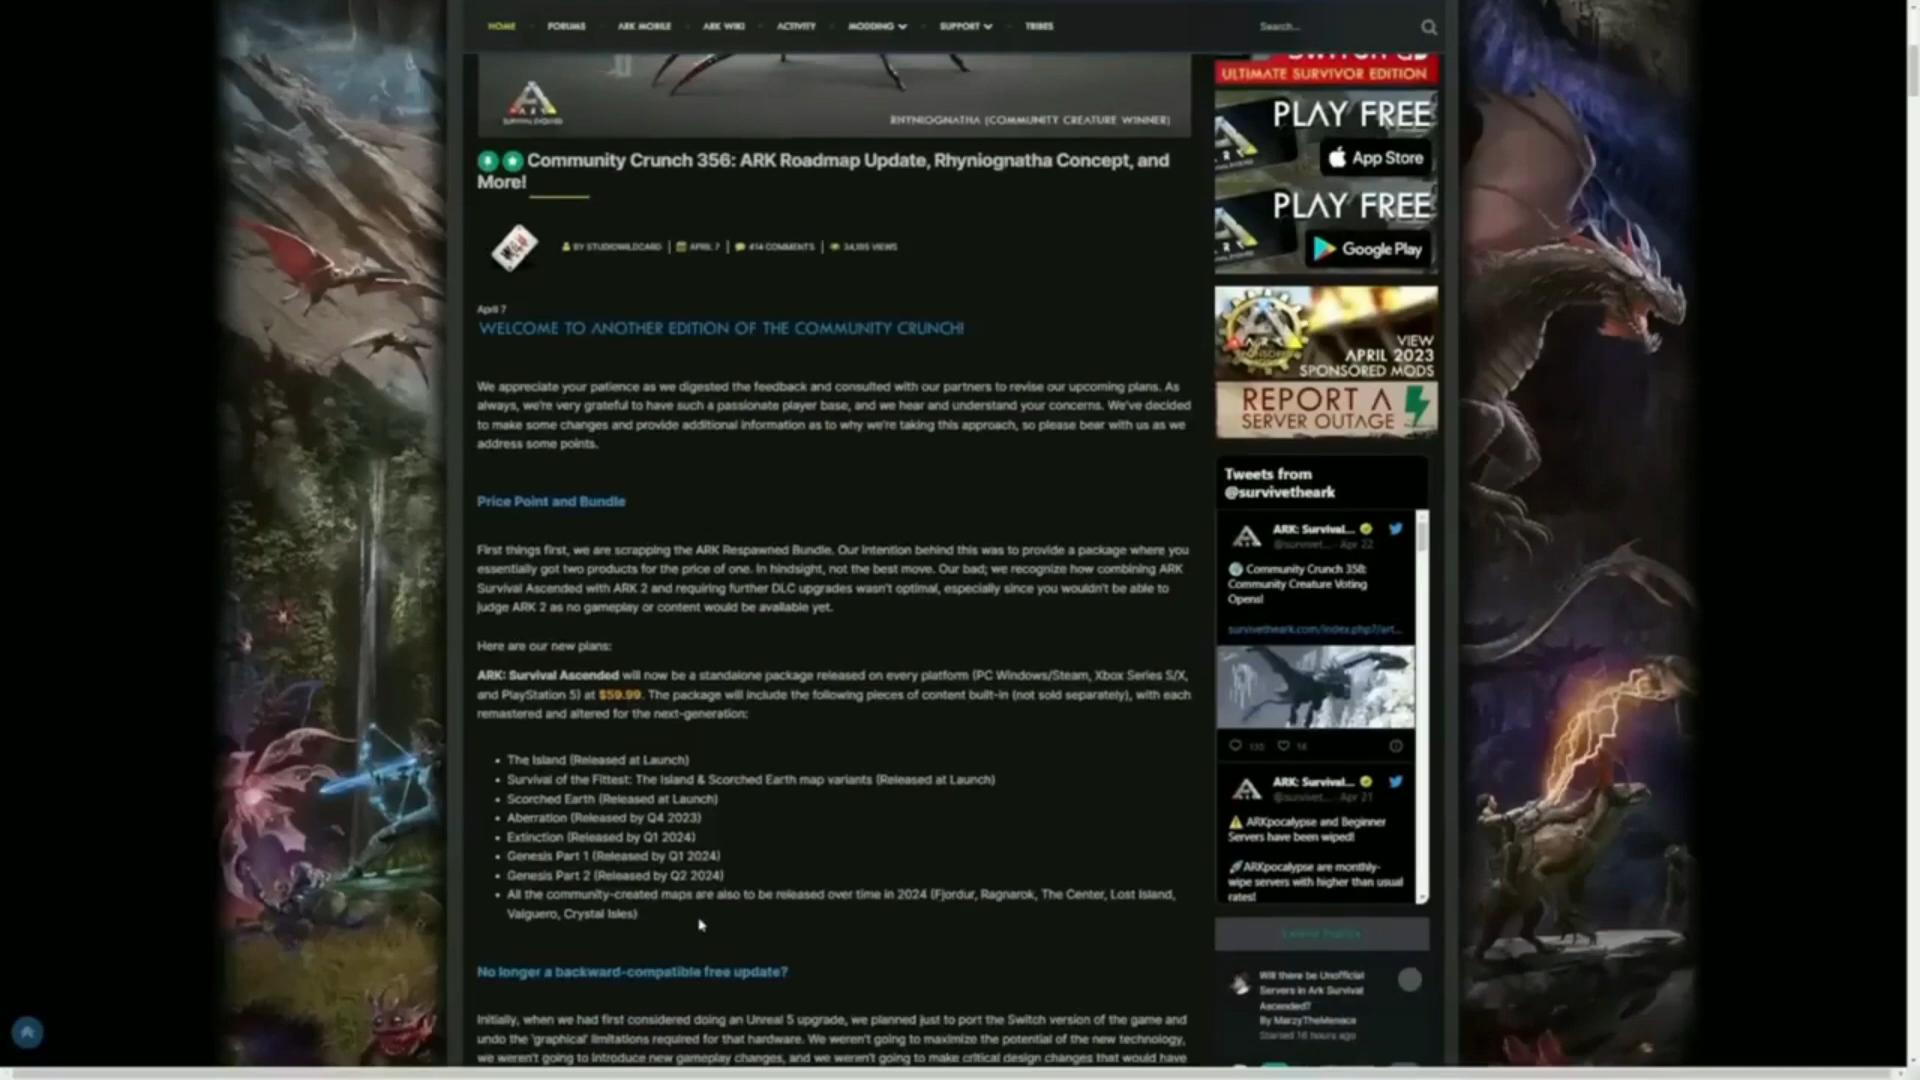 HOME FORUMS ARK MOBILE ARK WIKI ACTIVITY MODDING SUPPORT TRIBES Search...
ARK
SURVIVAL EVOLVED
RHYNIOGNATHA (COMMUNITY CREATURE WINNER)
Community Crunch 356: ARK Roadmap Update, Rhyniognatha Concept, and
More!
BY STUDIOWILDCARD | APRIL 7 | 414 COMMENTS |
April 7
WELCOME TO ANOTHER EDITION OF THE COMMUNITY CRUNCH!
We appreciate your patience as we digested the feedback and consulted with our partners to revise our upcoming plans. As
always, we're very grateful to have such a passionate player base, and we hear and understand your concerns. We've decided
to make some changes and provide additional information as to why we're taking this approach, so please bear with us as we
address some points.
Price Point and Bundle
First things first, we are scrapping the ARK Respawned Bundle. Our intention behind this was to provide a package where you
essentially got two products for the price of one. In hindsight, not the best move. Our bad; we recognize how combining ARK
Survival Ascended with ARK 2 and requiring further DLC upgrades wasn't optimal, especially since you wouldn't be able to
judge ARK 2 as no gameplay or content would be available yet.
Here are our new plans:
ARK: Survival Ascended will now be a standalone package released on every platform (PC Windows/Steam, Xbox Series S/X,
and PlayStation 5) at $59.99. The package will include the following pieces of content built-in (not sold separately), with each
remastered and altered for the next-generation:
• The Island (Released at Launch)
• Survival of the Fittest: The Island & Scorched Earth map variants (Released at Launch)
• Scorched Earth (Released at Launch)
• Aberration (Released by Q4 2023)
• Extinction (Released by Q1 2024)
• Genesis Part 1 (Released by Q1 2024)
• Genesis Part 2 (Released by Q2 2024)
• All the community-created maps are also to be released over time in 2024 (Fjordur, Ragnarok, The Center, Lost Island,
Valguero, Crystal Isles)
No longer a backward-compatible free update?
Initially, when we had first considered doing an Unreal 5 upgrade, we planned just to port the Switch version of the game and
undo the 'graphical' limitations required for that hardware. We weren't going to maximize the potential of the new technology,
we weren't going to introduce new gameplay changes, and we weren't going to make critical design changes that would have
ULTIMATE SURVIVOR EDITION
PLAY FREE
App Store
PLAY FREE
Google Play
VIEW
APRIL 2023
SPONSORED MODS
REPORT A
SERVER OUTAGE
Tweets from
@survivetheark
ARK: Survival...
@survivet... · Apr 22
Community Crunch 358:
Community Creature Voting
Opens!
survivetheark.com/index.php?/art...
ARK: Survival...
@survivet... · Apr 21
ARKpocalypse and Beginner
Servers have been wiped!
ARKpocalypse are monthly-
wipe servers with higher than usual
rates!
Will there be Unofficial
Servers in Ark Survival
Ascended?
By MarzyTheMenace
Started 16 hours ago